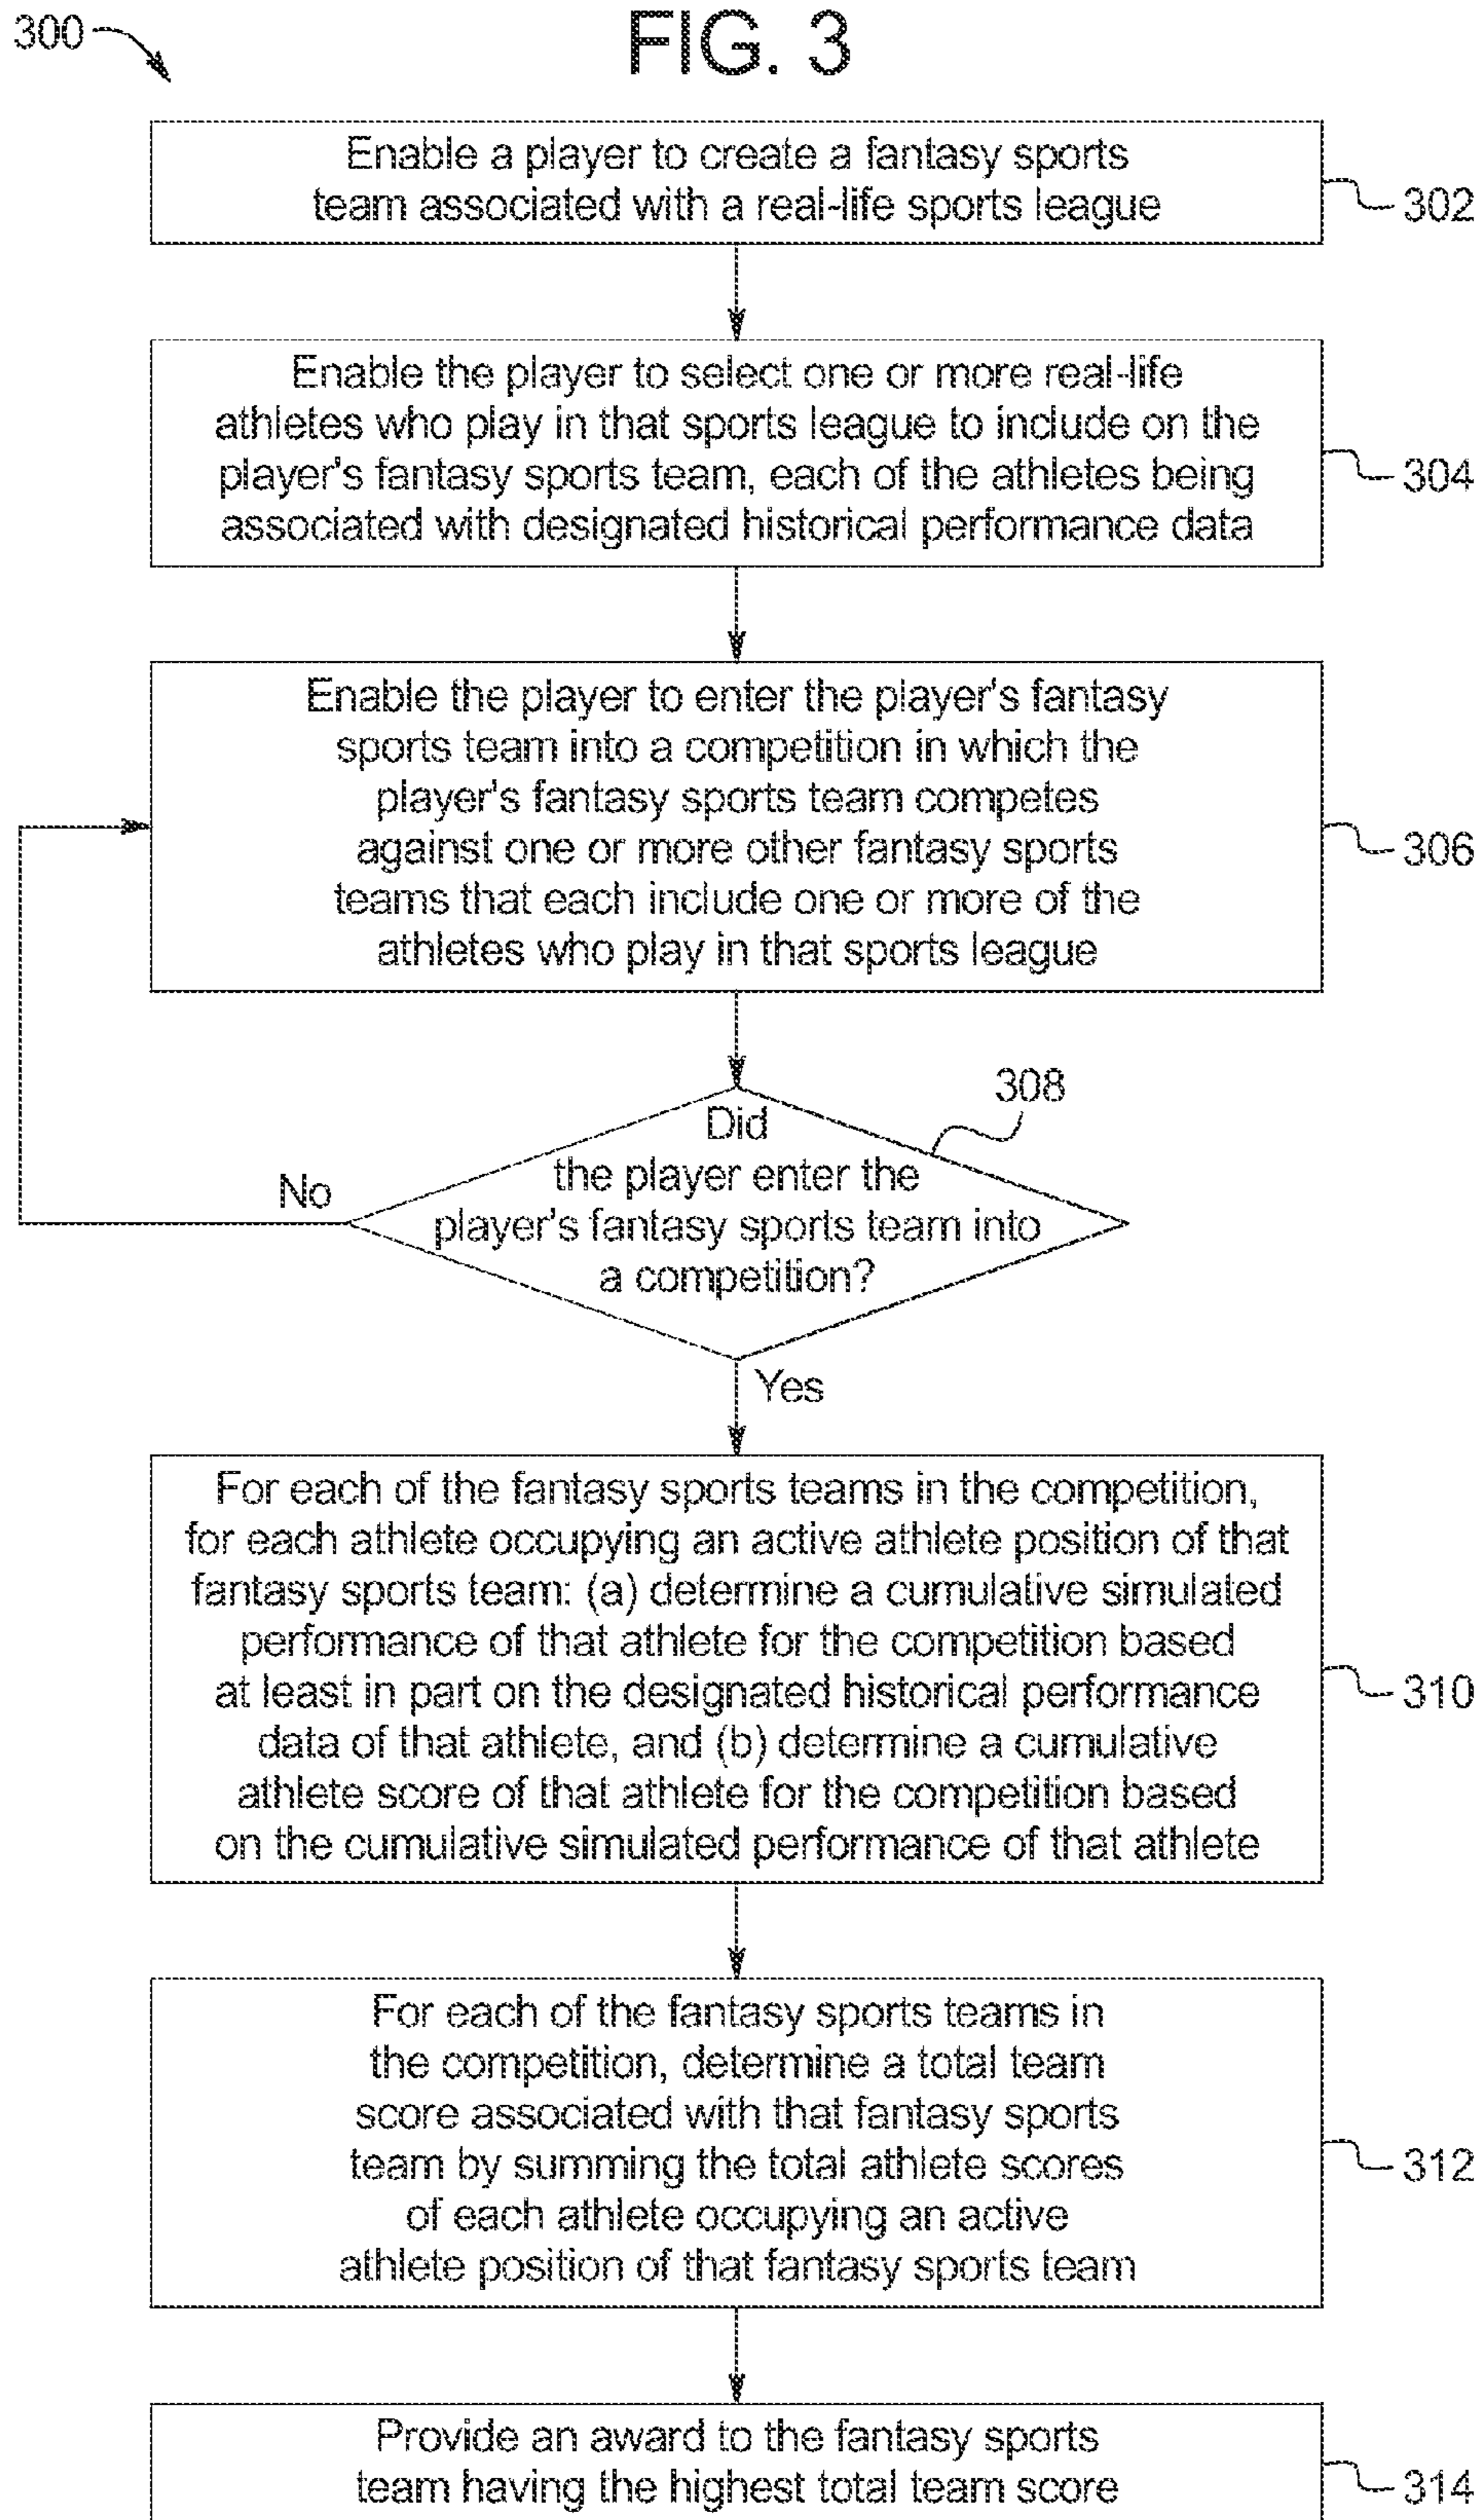 300
FIG. 3
Enable a player to create a fantasy sports
team associated with a real-life sports league
302
Enable the player to select one or more real-life
athletes who play in that sports league to include on the
player's fantasy sports team, each of the athletes being
associated with designated historical performance data
304
Enable the player to enter the player's fantasy
sports team into a competition in which the
player's fantasy sports team competes
against one or more other fantasy sports
teams that each include one or more of the
athletes who play in that sports league
306
308
Did
the player enter the
player's fantasy sports team into
a competition?
No
Yes
For each of the fantasy sports teams in the competition,
for each athlete occupying an active athlete position of that
fantasy sports team: (a) determine a cumulative simulated
performance of that athlete for the competition based
at least in part on the designated historical performance
data of that athlete, and (b) determine a cumulative
athlete score of that athlete for the competition based
on the cumulative simulated performance of that athlete
310
For each of the fantasy sports teams in
the competition, determine a total team
score associated with that fantasy sports
team by summing the total athlete scores
of each athlete occupying an active
athlete position of that fantasy sports team
312
Provide an award to the fantasy sports
team having the highest total team score
314